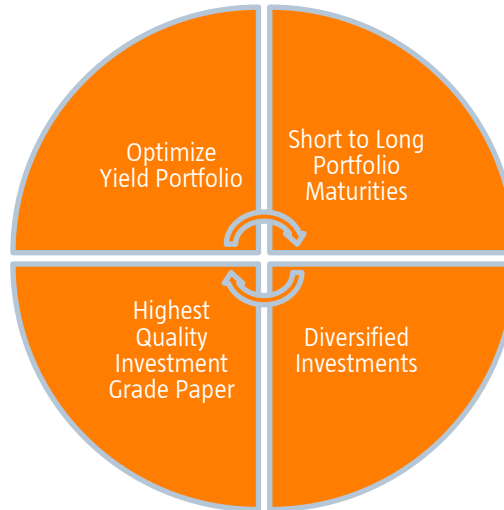 Optimize
Yield Portfolio
Short to Long
Portfolio
Maturities
Highest
Quality
Investment
Grade Paper
Diversified
Investments